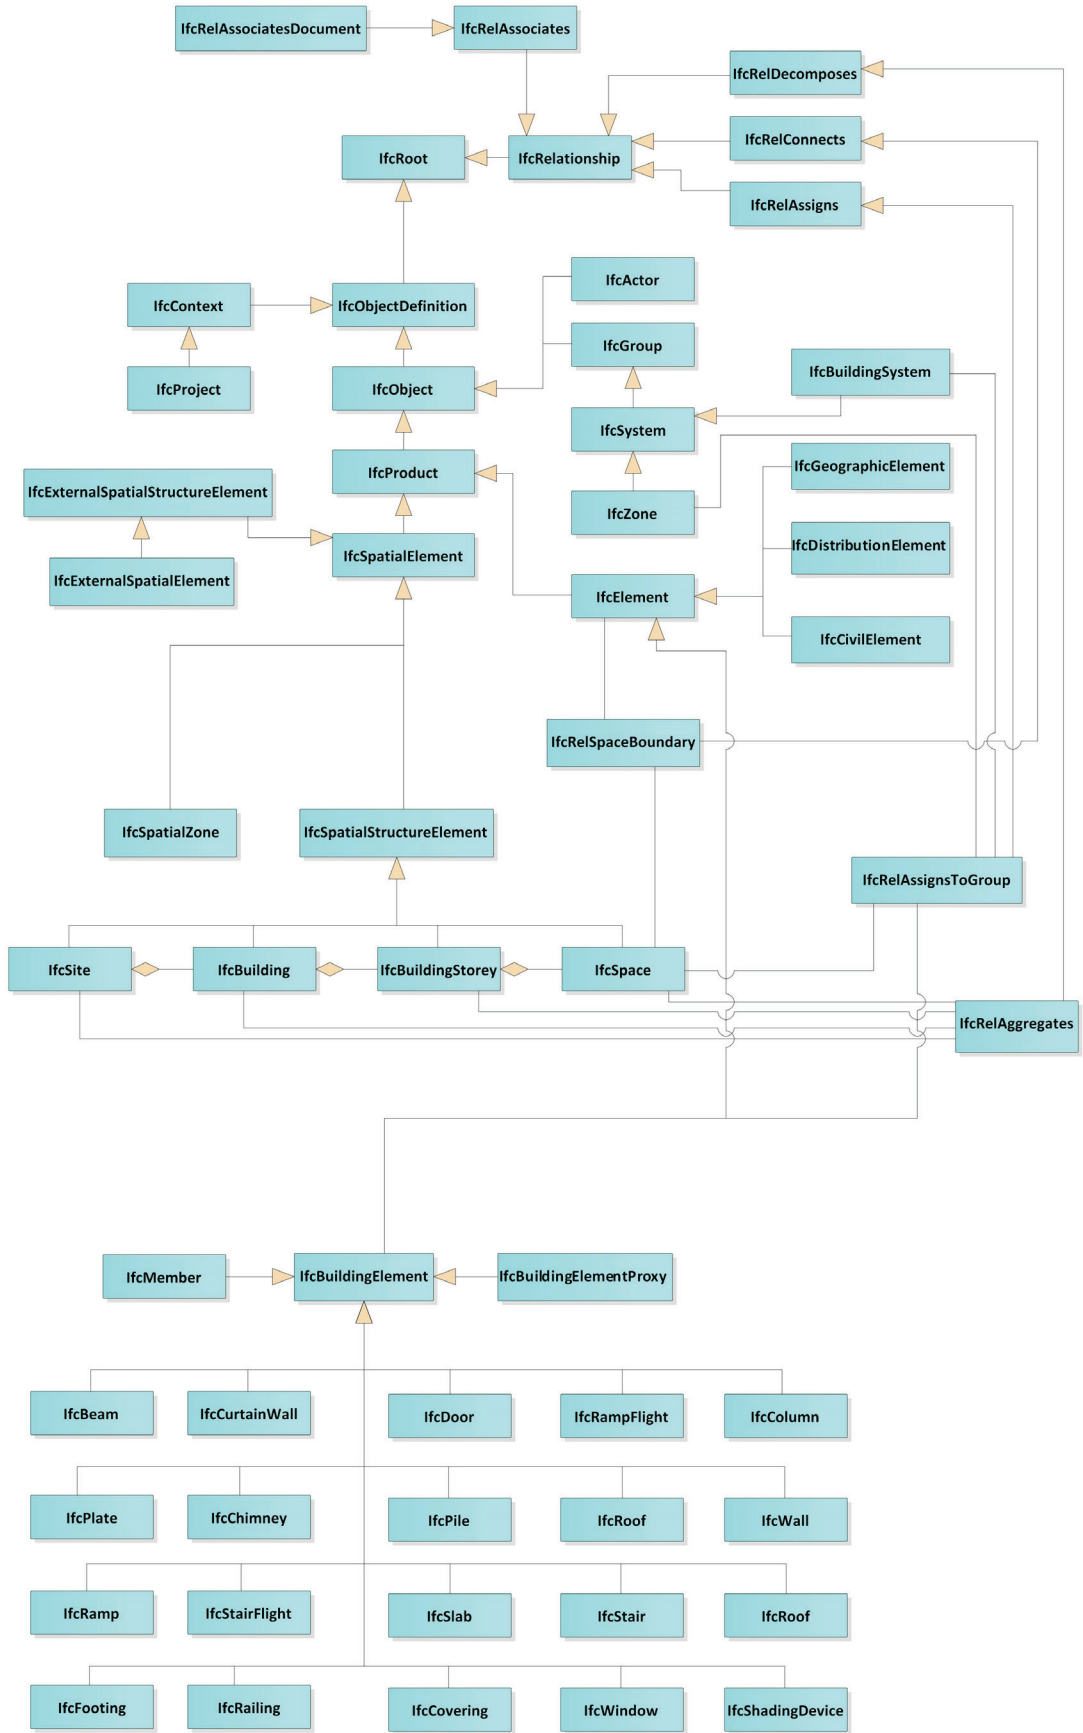 IfcRelAssociatesDocument
IfcRelAssociates
IfcRelDecomposes
IfcRelConnects
IfcRoot
IfcRelationship
IfcRelAssigns
IfcActor
IfcContext
IfcObjectDefinition
IfcGroup
IfcBuildingSystem
IfcProject
IfcObject
IfcSystem
IfcGeographicElement
IfcProduct
IfcExternalSpatialStructureElement
IfcZone
IfcDistributionElement
IfcSpatialElement
IfcExternalSpatialElement
IfcElement
IfcCivilElement
IfcRelSpaceBoundary
IfcSpatialZone
IfcSpatialStructureElement
IfcRelAssignsToGroup
IfcSite
IfcBuilding
IfcBuildingStorey
IfcSpace
IfcRelAggregates
IfcMember
IfcBuildingElement
IfcBuildingElementProxy
IfcBeam
IfcCurtainWall
IfcDoor
IfcRampFlight
IfcColumn
IfcPlate
IfcChimney
IfcPile
IfcRoof
IfcWall
IfcRamp
IfcStairFlight
IfcSlab
IfcStair
IfcRoof
IfcFooting
IfcRailing
IfcCovering
IfcWindow
IfcShadingDevice